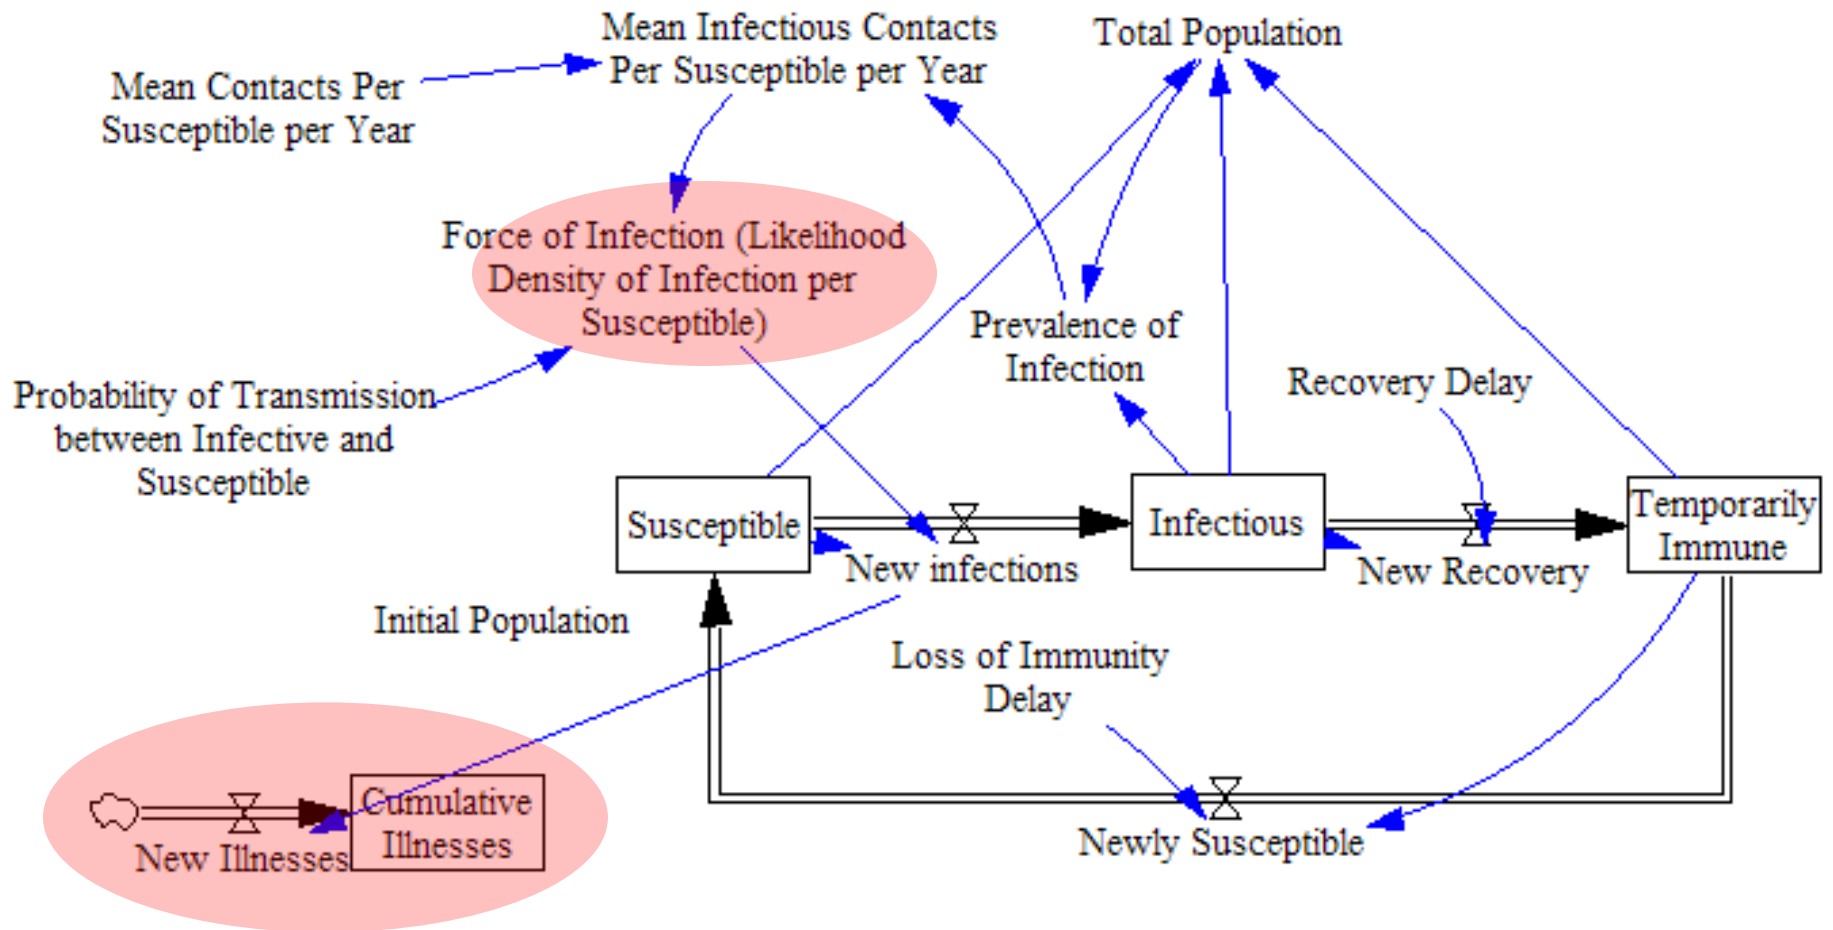 Mean Infectious Contacts
Per Susceptible per Year
Total Population
Mean Contacts Per
Susceptible per Year
Force of Infection (Likelihood
Density of Infection per
Susceptible)
Prevalence of
Infection
Recovery Delay
Probability of Transmission
between Infective and
Susceptible
Susceptible
Infectious
Temporarily
Immune
New infections
New Recovery
Initial Population
Loss of Immunity
Delay
Cumulative
Illnesses
New Illnesses
Newly Susceptible